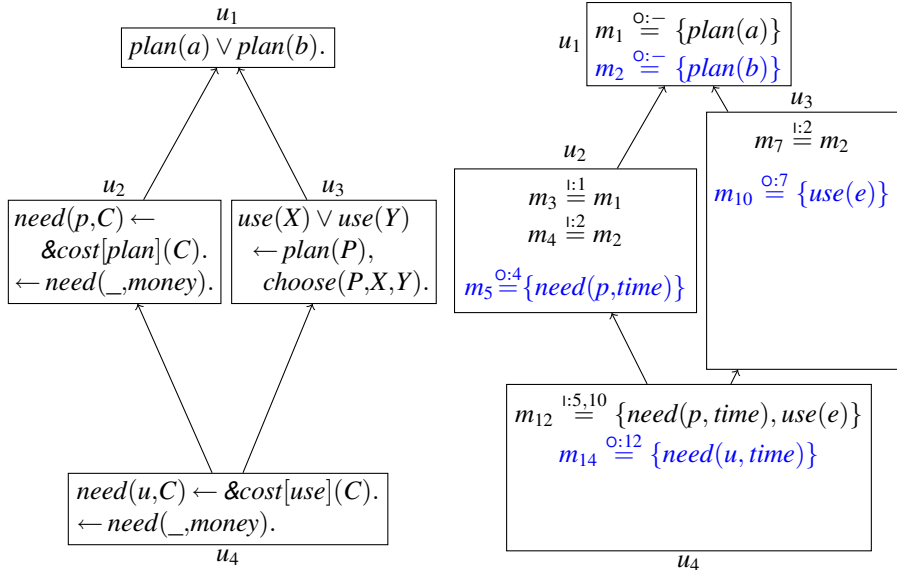 u₁
plan(a) ∨ plan(b).
u₂
need(p,C) ←
&cost[plan](C).
← need(_,money).
u₃
use(X) ∨ use(Y)
← plan(P),
choose(P,X,Y).
need(u,C) ← &cost[use](C).
← need(_,money).
u₄
u₁
m₁ O:– = {plan(a)}
m₂ O:– = {plan(b)}
u₂
m₃ I:1 = m₁
m₄ I:2 = m₂
m₅ O:4 = {need(p,time)}
u₃
m₇ I:2 = m₂
m₁₀ O:7 = {use(e)}
m₁₂ I:5,10 = {need(p,time),use(e)}
m₁₄ O:12 = {need(u,time)}
u₄